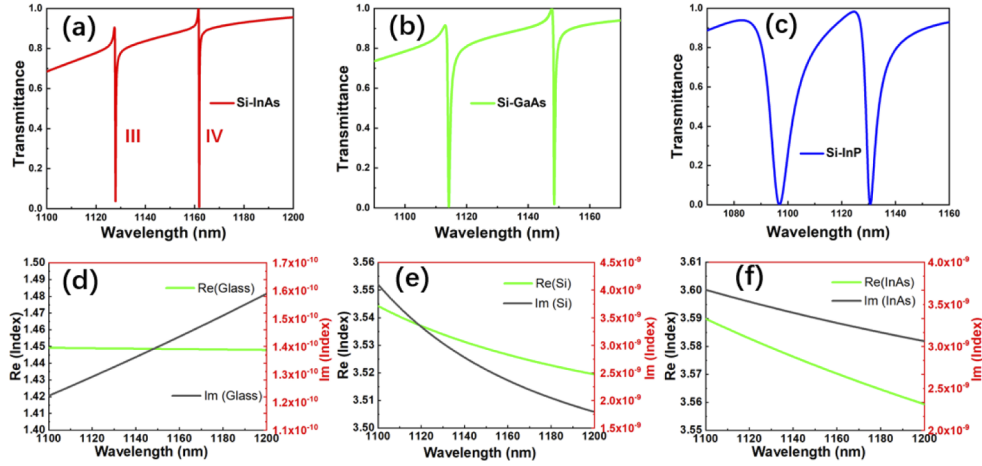 (a)
Transmittance
1.0
0.8
0.6
0.4
0.2
0.0
Si-InAs
III
IV
1100
1120
1140
1160
1180
1200
Wavelength (nm)
(b)
Transmittance
1.0
0.8
0.6
0.4
0.2
0.0
Si-GaAs
1100
1120
1140
1160
Wavelength (nm)
(c)
Transmittance
1.0
0.8
0.6
0.4
0.2
0.0
Si-InP
1080
1100
1120
1140
1160
Wavelength (nm)
(d)
Re (Index)
1.50
1.49
1.48
1.47
1.46
1.45
1.44
1.43
1.42
1.41
1.40
Re(Glass)
Im (Glass)
1.7x10-10
1.6x10-10
1.5x10-10
1.4x10-10
1.3x10-10
1.2x10-10
1.1x10-10
Im (Index)
1100
1120
1140
1160
1180
1200
Wavelength (nm)
(e)
Re (Index)
3.56
3.55
3.54
3.53
3.52
3.51
3.50
Re(Si)
Im (Si)
4.5x10-9
4.0x10-9
3.5x10-9
3.0x10-9
2.5x10-9
2.0x10-9
1.5x10-9
Im (Index)
1100
1120
1140
1160
1180
1200
Wavelength (nm)
(f)
Re (Index)
3.61
3.60
3.59
3.58
3.57
3.56
3.55
Re(InAs)
Im (InAs)
4.0x10-9
3.5x10-9
3.0x10-9
2.5x10-9
2.0x10-9
Im (Index)
1100
1120
1140
1160
1180
1200
Wavelength (nm)